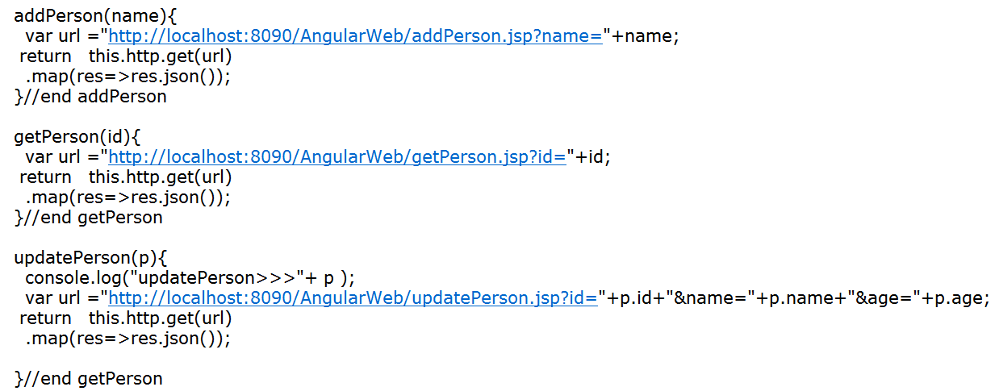 addPerson(name){
var url ="http://localhost:8090/AngularWeb/addPerson.jsp?name="+name;
return this.http.get(url)
.map(res=>res.json());
}//end addPerson
getPerson(id){
var url ="http://localhost:8090/AngularWeb/getPerson.jsp?id="+id;
return this.http.get(url)
.map(res=>res.json());
}//end getPerson
updatePerson(p){
console.log("updatePerson>>>"+ p );
var url ="http://localhost:8090/AngularWeb/updatePerson.jsp?id="+p.id+"&name="+p.name+"&age="+p.age;
return this.http.get(url)
.map(res=>res.json());
}//end getPerson